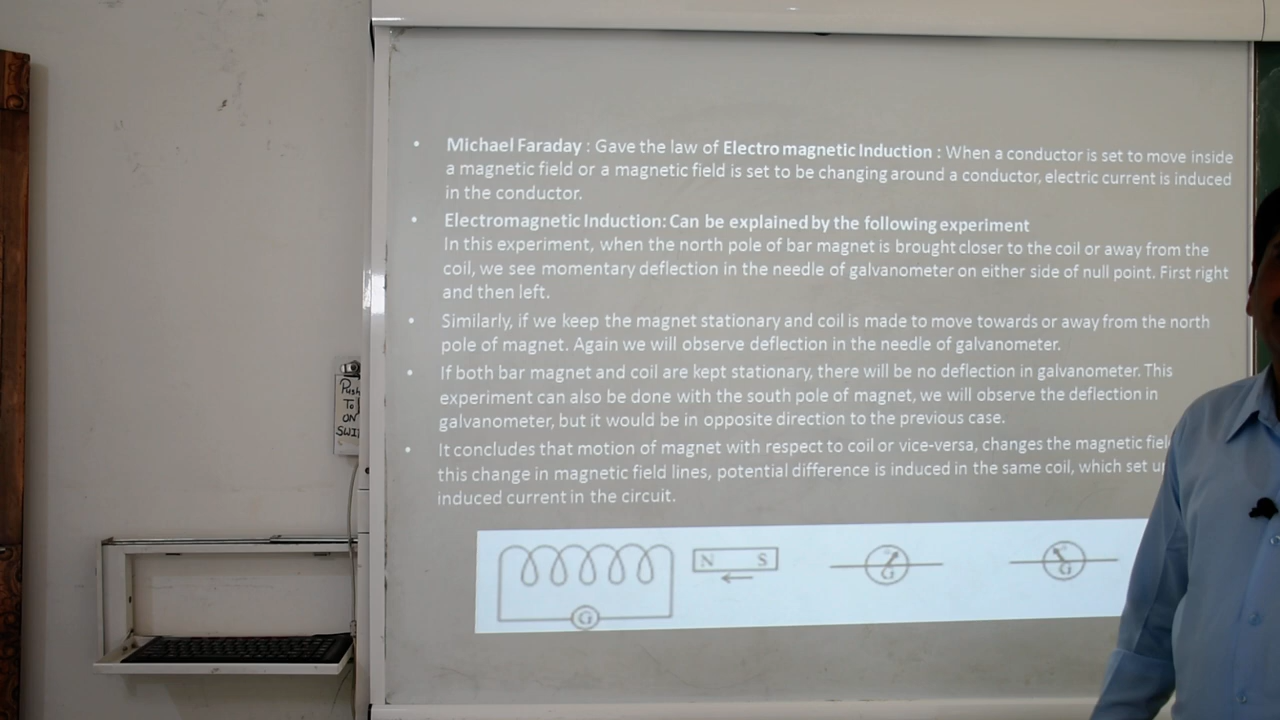 • Michael Faraday : Gave the law of Electro magnetic Induction : When a conductor is set to move inside
a magnetic field or a magnetic field is set to be changing around a conductor, electric current is induced
in the conductor.
• Electromagnetic Induction: Can be explained by the following experiment
In this experiment, when the north pole of bar magnet is brought closer to the coil or away from the
coil, we see momentary deflection in the needle of galvanometer on either side of null point. First right
and then left.
• Similarly, if we keep the magnet stationary and coil is made to move towards or away from the north
pole of magnet. Again we will observe deflection in the needle of galvanometer.
• If both bar magnet and coil are kept stationary, there will be no deflection in galvanometer. This
experiment can also be done with the south pole of magnet, we will observe the deflection in
galvanometer, but it would be in opposite direction to the previous case.
• It concludes that motion of magnet with respect to coil or vice-versa, changes the magnetic
this change in magnetic field lines, potential difference is induced in the same coil, which set
induced current in the circuit.
N S
G
G
G
Push
To
ON